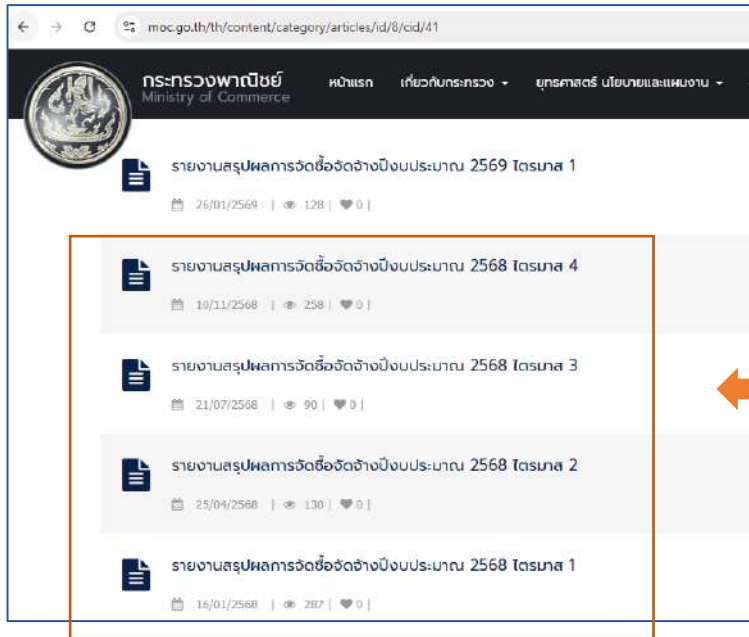 moc.go.th/th/content/category/articles/id/8/cid/41
กระทรวงพาณิชย์ หน้าแรก เกี่ยวกับกระทรวง ยุทธศาสตร์ นโยบายและแผนงาน
Ministry of Commerce
รายงานสรุปผลการจัดซื้อจัดจ้างปีงบประมาณ 2569 ไตรมาส 1
26/01/2569 | 128 | 0 |
รายงานสรุปผลการจัดซื้อจัดจ้างปีงบประมาณ 2568 ไตรมาส 4
10/11/2568 | 258 | 0 |
รายงานสรุปผลการจัดซื้อจัดจ้างปีงบประมาณ 2568 ไตรมาส 3
21/07/2568 | 90 | 0 |
รายงานสรุปผลการจัดซื้อจัดจ้างปีงบประมาณ 2568 ไตรมาส 2
25/04/2568 | 130 | 0 |
รายงานสรุปผลการจัดซื้อจัดจ้างปีงบประมาณ 2568 ไตรมาส 1
16/01/2568 | 287 | 0 |